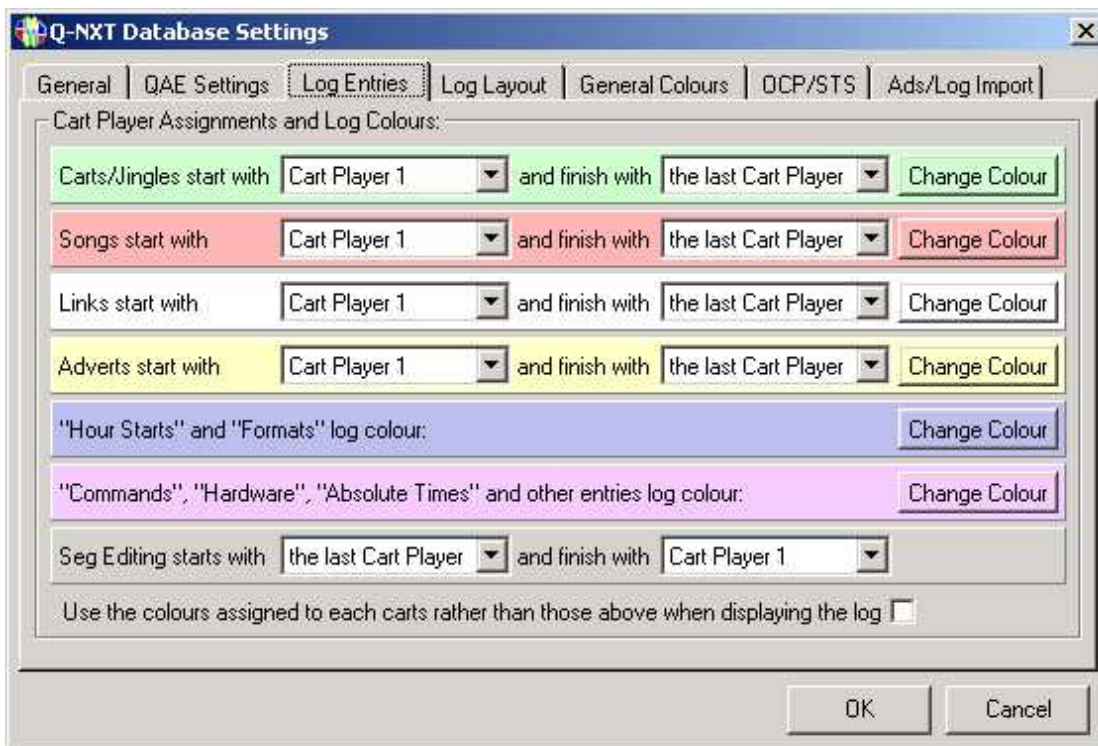 Q-NXT Database Settings
General QAE Settings Log Entries Log Layout General Colours OCP/STS Ads/Log Import
Cart Player Assignments and Log Colours:
Carts/Jingles start with Cart Player 1 and finish with the last Cart Player Change Colour
Songs start with Cart Player 1 and finish with the last Cart Player Change Colour
Links start with Cart Player 1 and finish with the last Cart Player Change Colour
Adverts start with Cart Player 1 and finish with the last Cart Player Change Colour
"Hour Starts" and "Formats" log colour: Change Colour
"Commands", "Hardware", "Absolute Times" and other entries log colour: Change Colour
Seg Editing starts with the last Cart Player and finish with Cart Player 1
Use the colours assigned to each carts rather than those above when displaying the log
OK Cancel